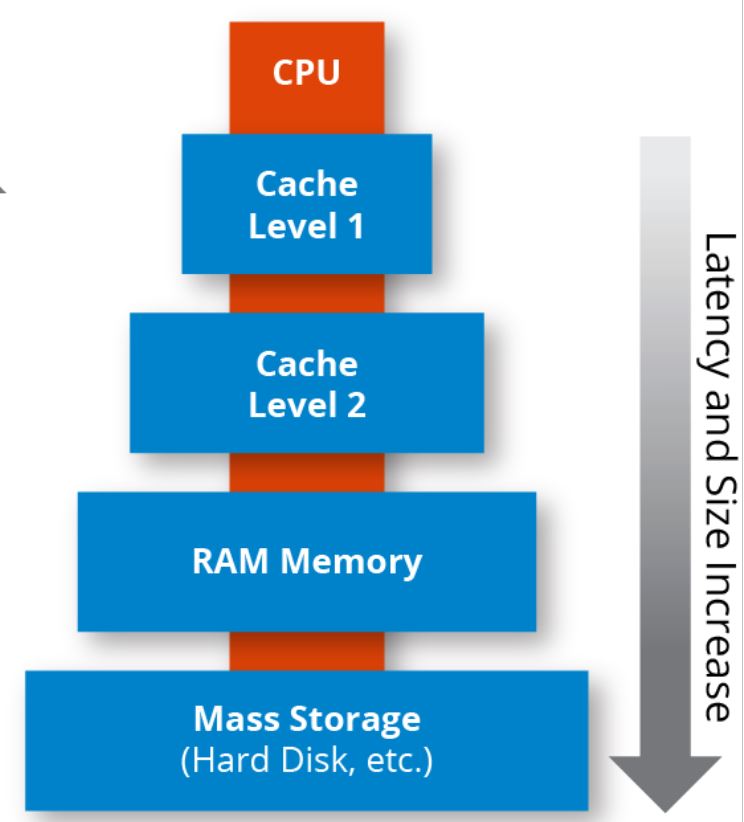 CPU
Cache
Level 1
Cache
Level 2
RAM Memory
Mass Storage
(Hard Disk, etc.)
Latency and Size Increase